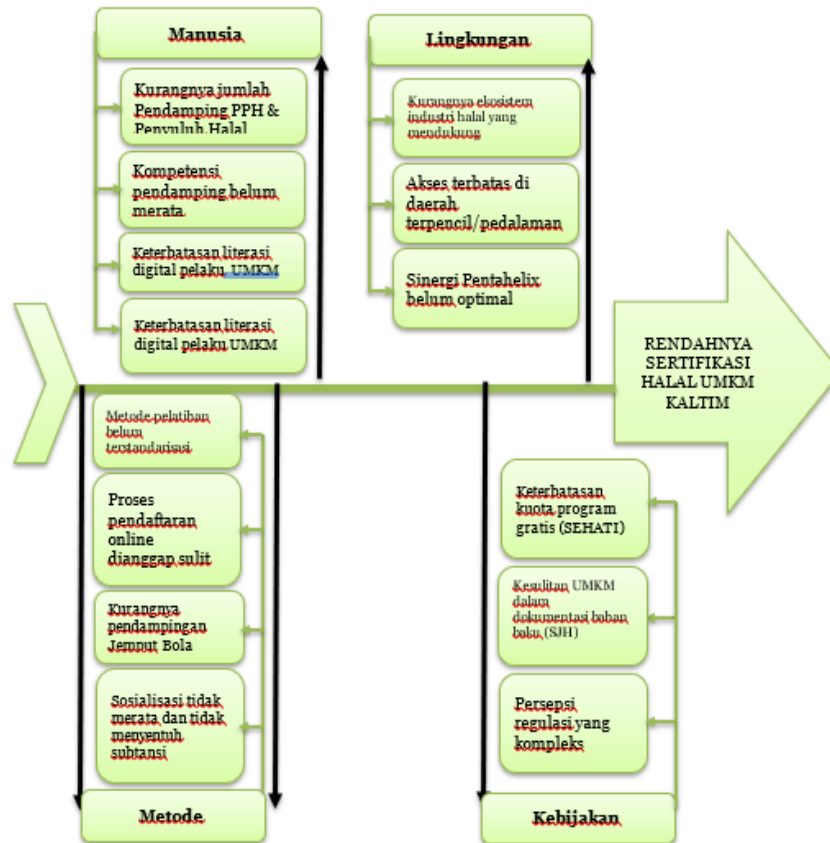 Manusia
Kurangnya jumlah
Pendamping PPH &
Penyuluh Halal
Kompetensi
pendamping belum
merata
Keterbatasan literasi
digital pelaku UMKM
Keterbatasan literasi
digital pelaku UMKM
Lingkungan
Kurangnya ekosistem
industri halal yang
mendukung
Akses terbatas di
daerah
terpencil/pedalaman
Sinergi Pentahelix
belum optimal
RENDAHNYA
SERTIFIKASI
HALAL UMKM
KALTIM
Metode pelatihan
belum
terstandarisasi
Proses
pendaftaran
online
dianggap sulit
Kurangnya
pendampingan
Jemput Bola
Sosialisasi tidak
merata dan tidak
menyentuh
subtansi
Metode
Keterbatasan
kuota program
gratis (SEHATI)
Kesulitan UMKM
dalam
dokumentasi bahan
baku (SJH)
Persepsi
regulasi yang
kompleks
Kebijakan